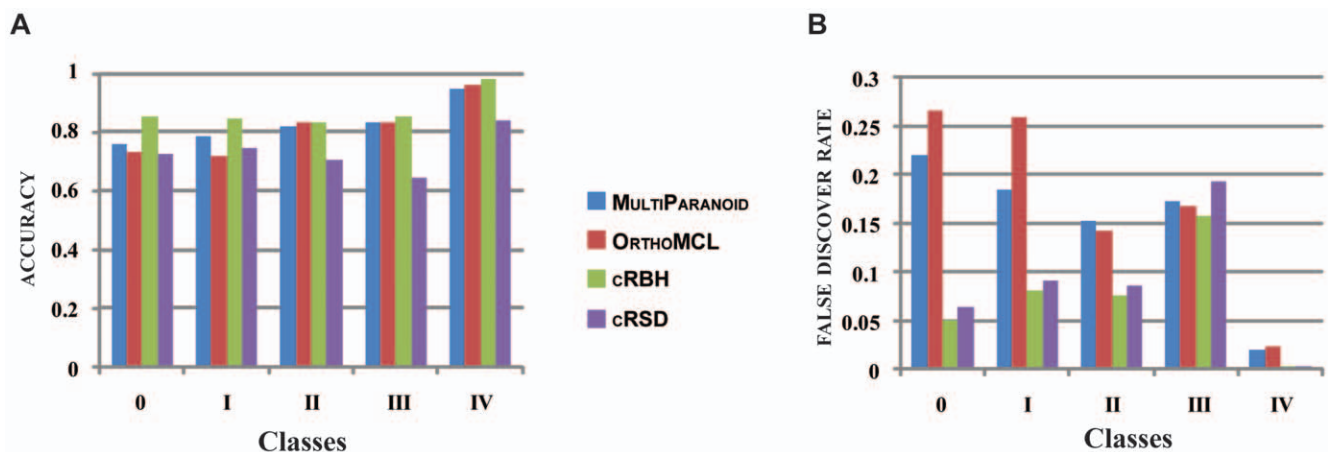 A
ACCURACY
1
0.8
0.6
0.4
0.2
0
0 I II III IV
Classes
MULTIPARANOID
ORTHOMCL
cRBH
cRSD
B
FALSE DISCOVER RATE
0.3
0.25
0.2
0.15
0.1
0.05
0
0 I II III IV
Classes